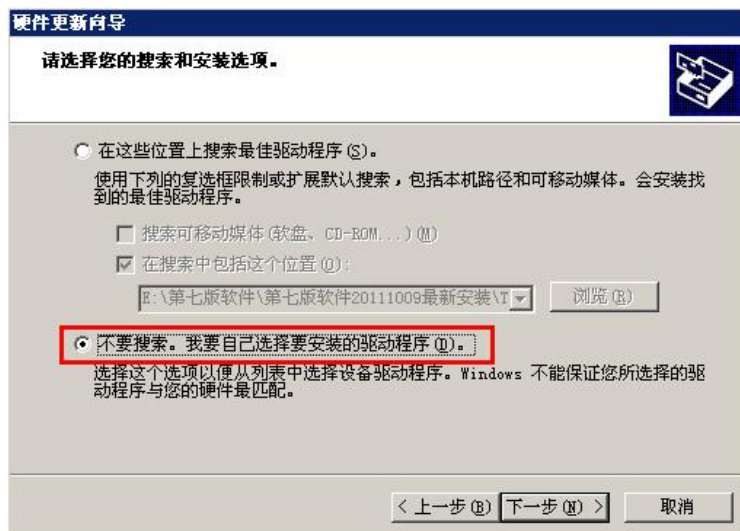 硬件更新向导
请选择您的搜索和安装选项。
在这些位置上搜索最佳驱动程序(S)。
使用下列的复选框限制或扩展默认搜索，包括本机路径和可移动媒体。会安装找
到的最佳驱动程序。
搜索可移动媒体(软盘、CD-ROM...)(M)
在搜索中包括这个位置(O):
E:\第七版软件\第七版软件20111009最新安装\T
浏览(R)
不要搜索。我要自己选择要安装的驱动程序(D)。
选择这个选项以便从列表中选择设备驱动程序。Windows 不能保证您所选择的驱
动程序与您的硬件最匹配。
< 上一步(B) 下一步(N) > 取消